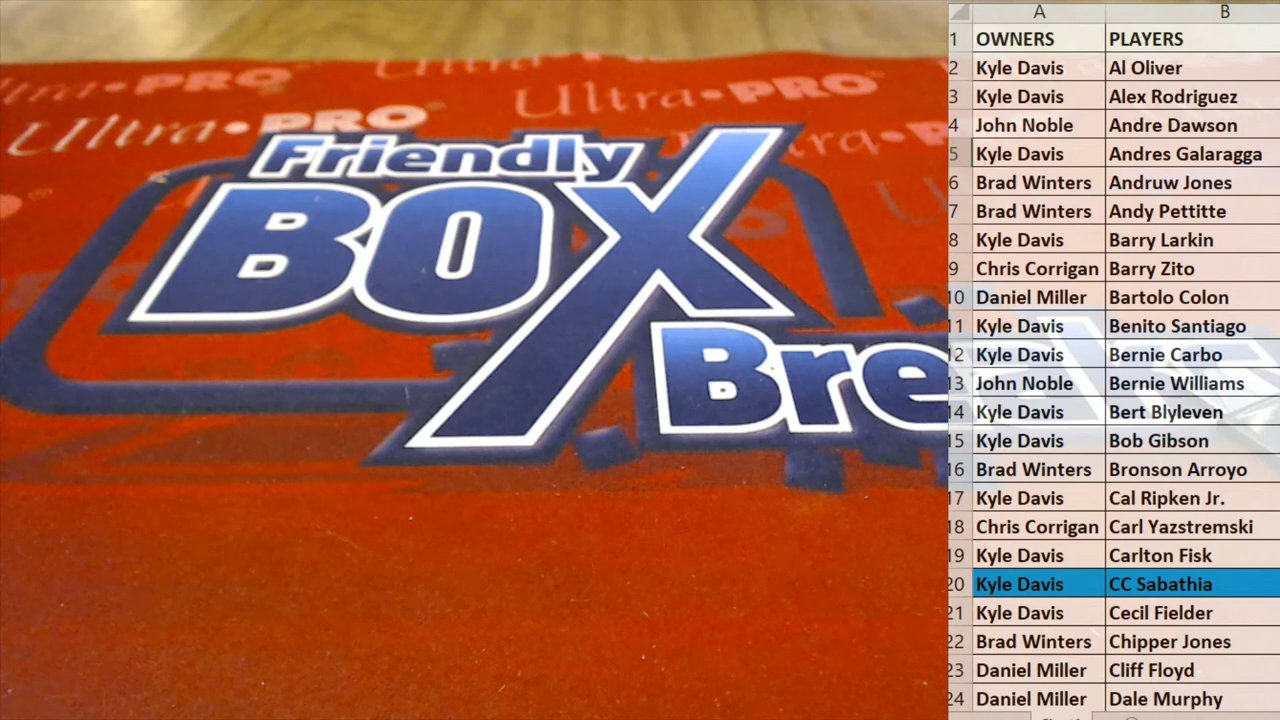 Ultra•PRO
Ultra•PRO
Ultra•PRO
Friendly
BOX
Bre
A B
1 OWNERS PLAYERS
2 Kyle Davis Al Oliver
3 Kyle Davis Alex Rodriguez
4 John Noble Andre Dawson
5 Kyle Davis Andres Galaragga
6 Brad Winters Andruw Jones
7 Brad Winters Andy Pettitte
8 Kyle Davis Barry Larkin
9 Chris Corrigan Barry Zito
10 Daniel Miller Bartolo Colon
11 Kyle Davis Benito Santiago
12 Kyle Davis Bernie Carbo
13 John Noble Bernie Williams
14 Kyle Davis Bert Blyleven
15 Kyle Davis Bob Gibson
16 Brad Winters Bronson Arroyo
17 Kyle Davis Cal Ripken Jr.
18 Chris Corrigan Carl Yazstremski
19 Kyle Davis Carlton Fisk
20 Kyle Davis CC Sabathia
21 Kyle Davis Cecil Fielder
22 Brad Winters Chipper Jones
23 Daniel Miller Cliff Floyd
24 Daniel Miller Dale Murphy